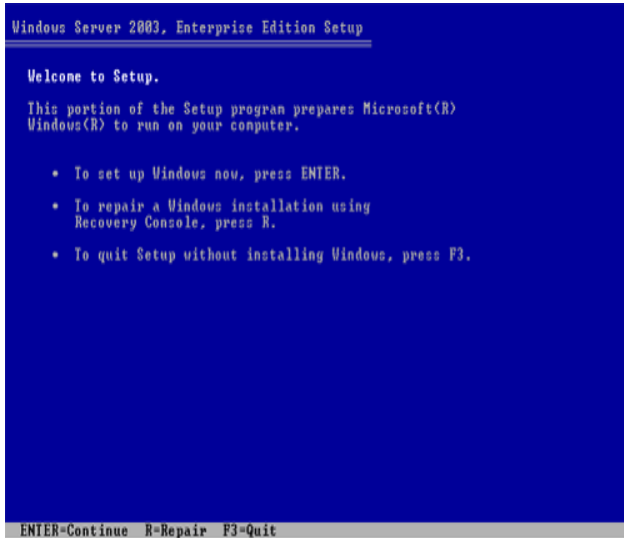 Windows Server 2003, Enterprise Edition Setup
Welcome to Setup.
This portion of the Setup program prepares Microsoft(R)
Windows(R) to run on your computer.
• To set up Windows now, press ENTER.
• To repair a Windows installation using
Recovery Console, press R.
• To quit Setup without installing Windows, press F3.
ENTER=Continue R=Repair F3=Quit